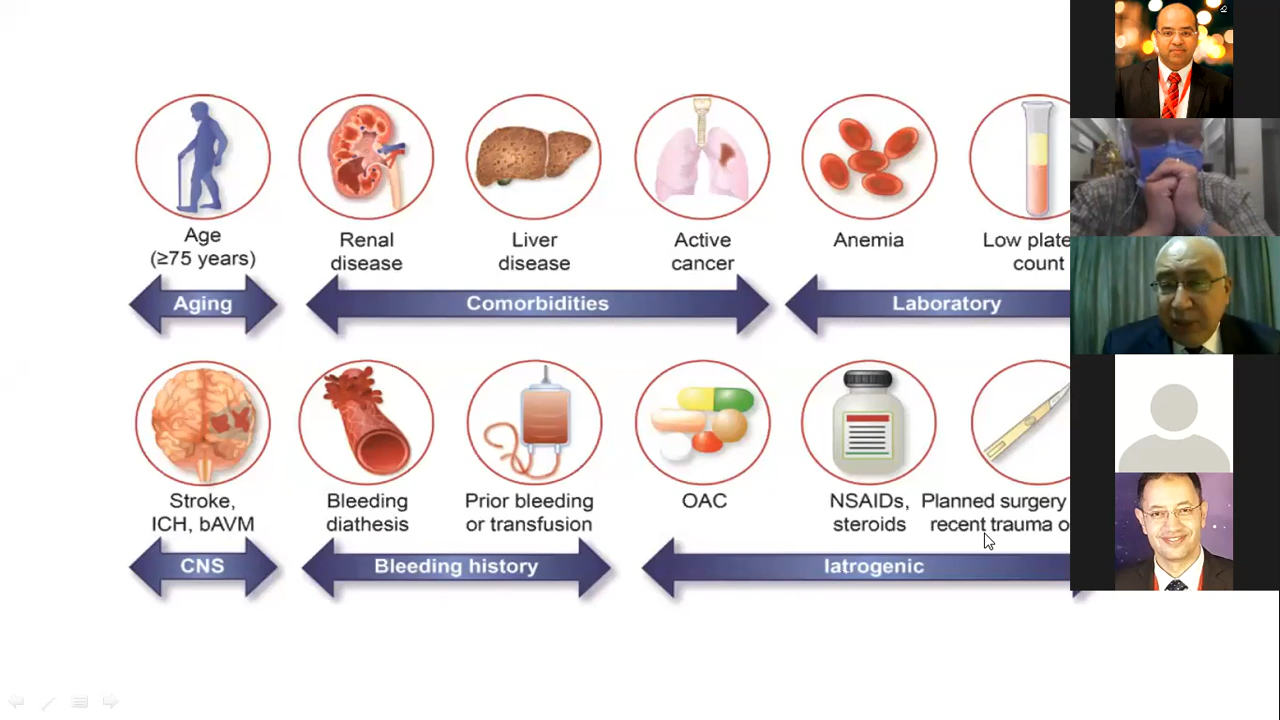 Age
(≥75 years)
Renal
disease
Liver
disease
Active
cancer
Anemia
Low plate
count
Aging
Comorbidities
Laboratory
Stroke,
ICH, bAVM
Bleeding
diathesis
Prior bleeding
or transfusion
OAC
NSAIDs,
steroids
Planned surgery
recent trauma o
CNS
Bleeding history
Iatrogenic